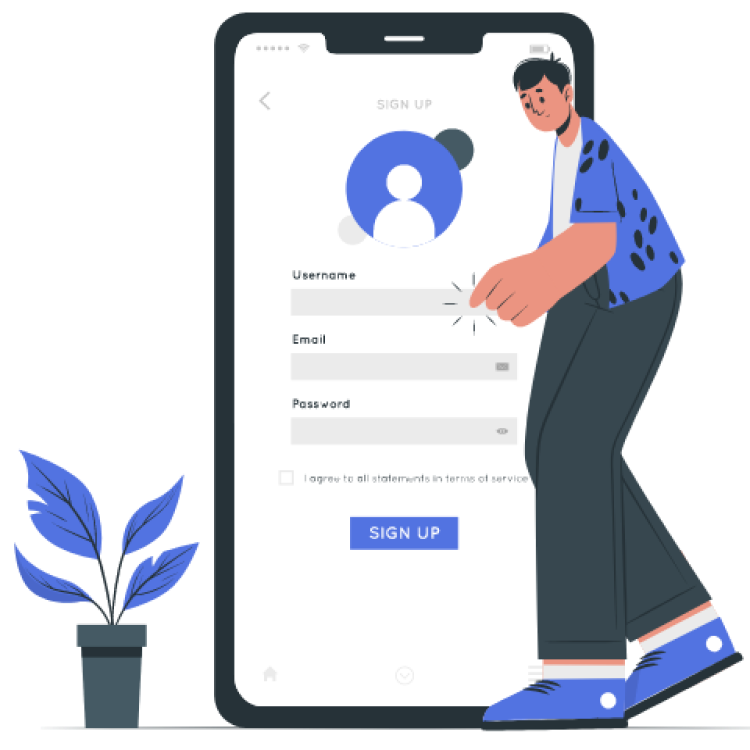 SIGN UP
Username
Email
Password
I agree to all statements in terms of service
SIGN UP